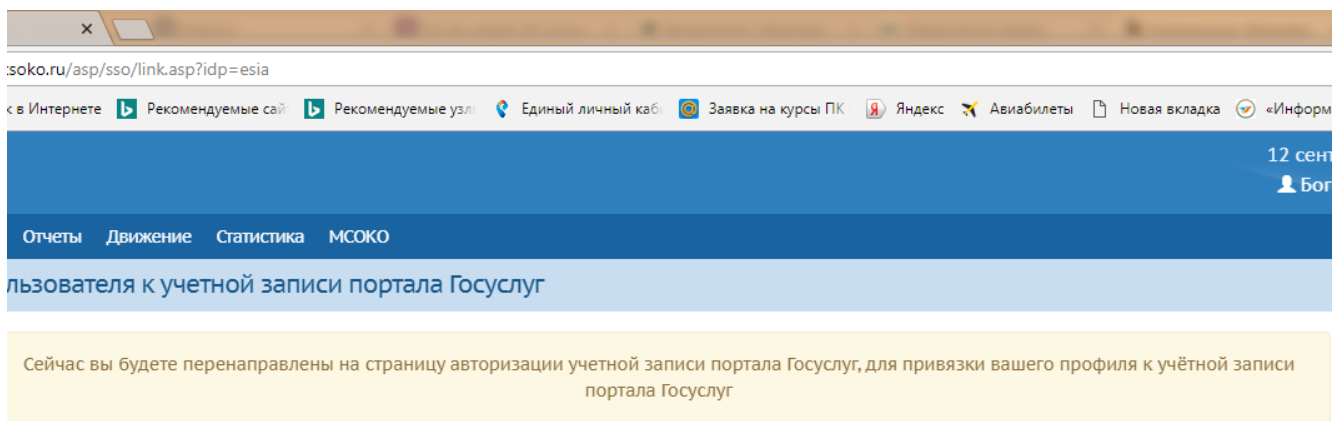 tsoko.ru/asp/sso/link.asp?idp=esia
к в Интернете Рекомендуемые сай Рекомендуемые узл Единый личный каб Заявка на курсы ПК Яндекс Авиабилеты Новая вкладка «Информ
12 сент
Бог
Отчеты Движение Статистика МСОКО
льзователя к учетной записи портала Госуслуг
Сейчас вы будете перенаправлены на страницу авторизации учетной записи портала Госуслуг, для привязки вашего профиля к учётной записи
портала Госуслуг